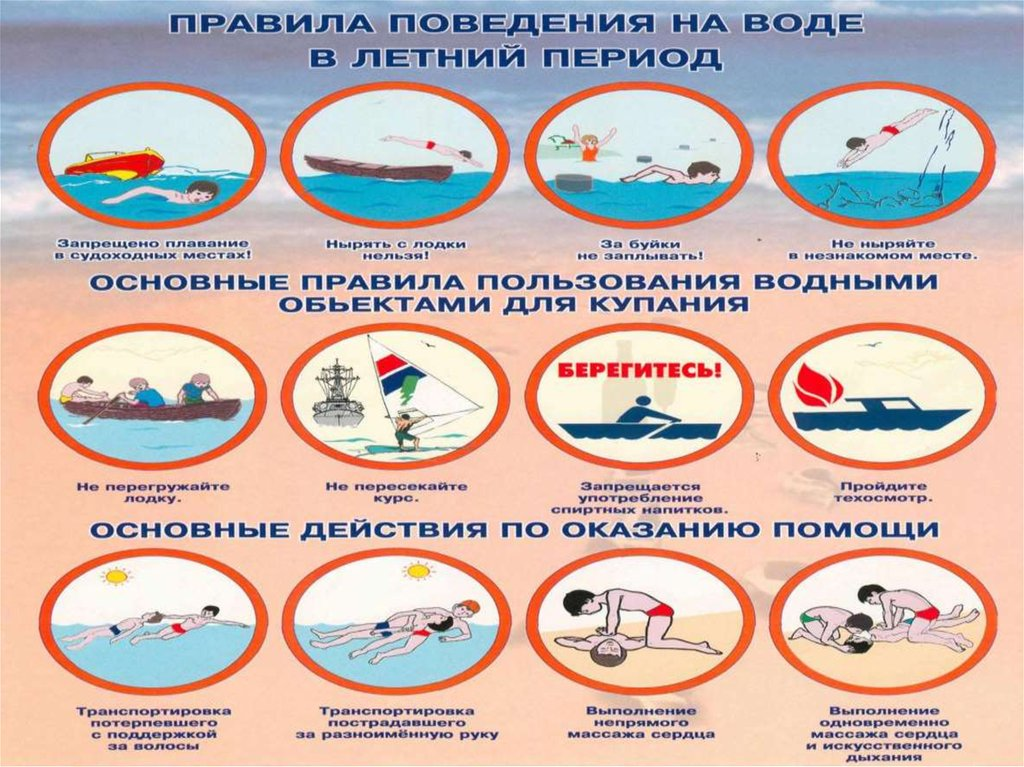 ПРАВИЛА ПОВЕДЕНИЯ НА ВОДЕ
В ЛЕТНИЙ ПЕРИОД
Запрещено плавание
в судоходных местах!
Нырять с лодки
нельзя!
За буйки
не заплывать!
Не ныряйте
в незнакомом месте.
ОСНОВНЫЕ ПРАВИЛА ПОЛЬЗОВАНИЯ ВОДНЫМИ
ОБЬЕКТАМИ ДЛЯ КУПАНИЯ
БЕРЕГИТЕСЬ!
Не перегружайте
лодку.
Не пересекайте
курс.
Запрещается
употребление
спиртных напитков.
Пройдите
техосмотр.
ОСНОВНЫЕ ДЕЙСТВИЯ ПО ОКАЗАНИЮ ПОМОЩИ
Транспортировка
потерпевшего
с поддержкой
за волосы
Транспортировка
пострадавшего
за разноимённую руку
Выполнение
непрямого
массажа сердца
Выполнение
одновременно
массажа сердца
и искусственного
дыхания